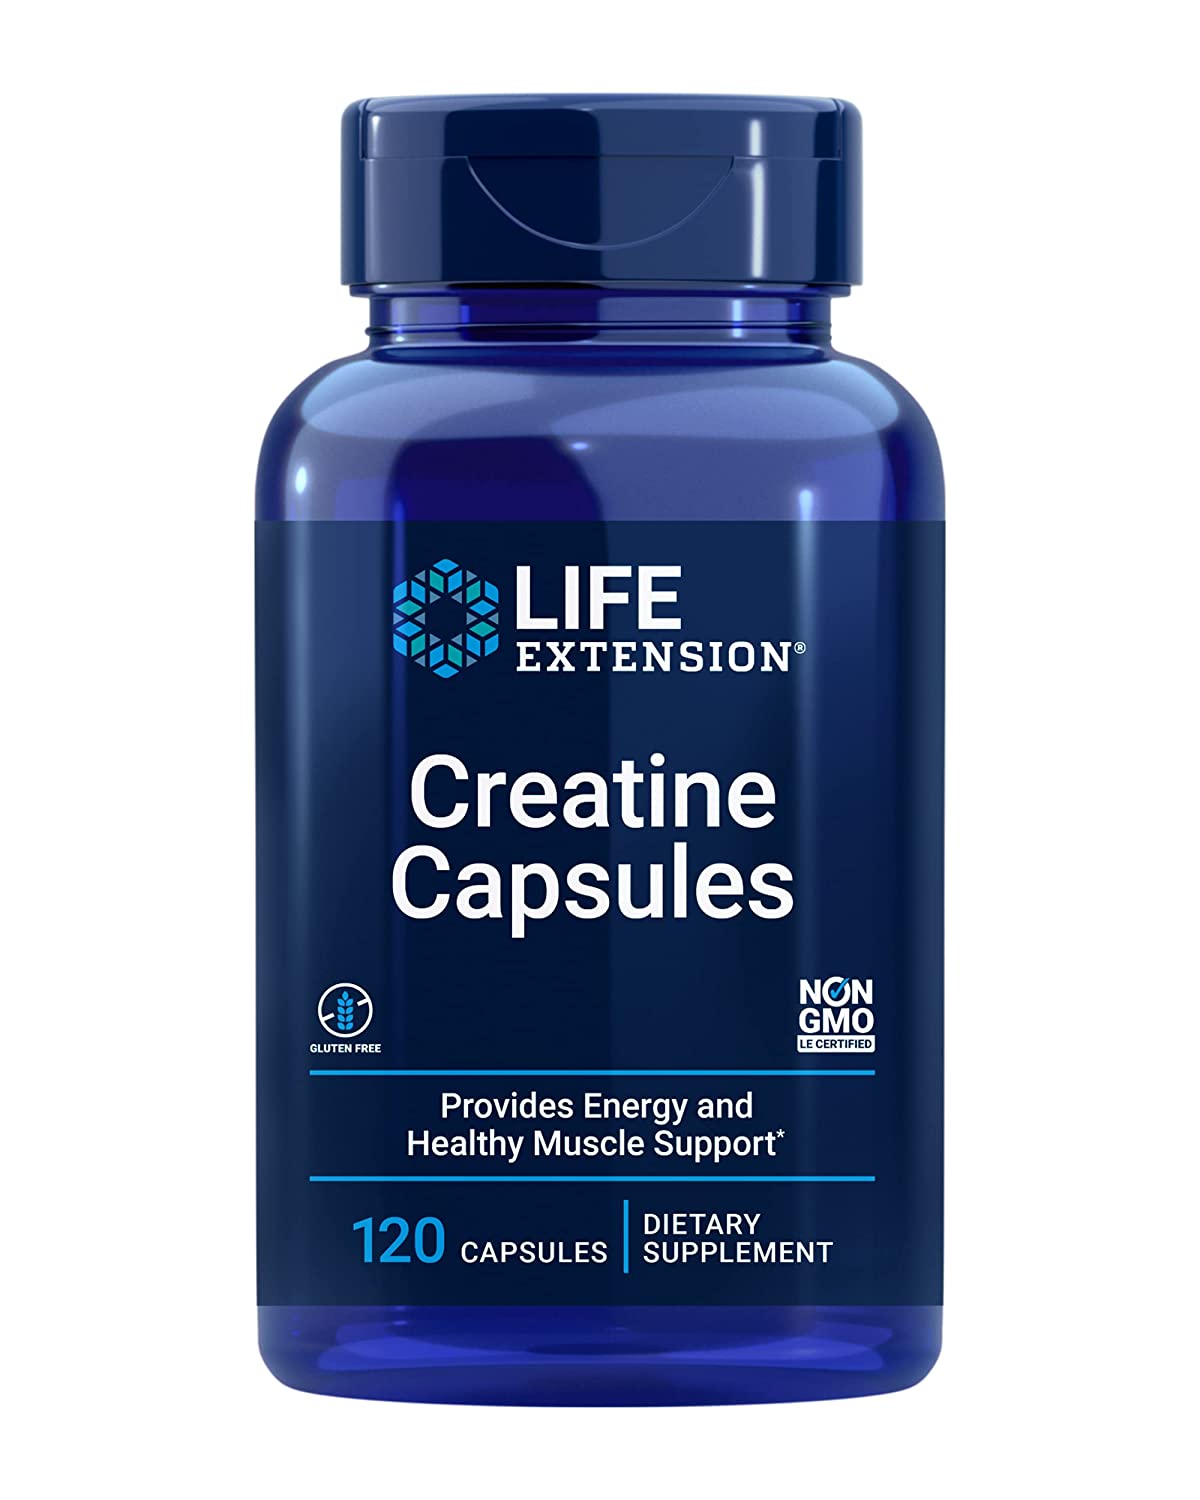 LIFE
EXTENSION®
Creatine
Capsules
GLUTEN FREE
NON
GMO
LE CERTIFIED
Provides Energy and
Healthy Muscle Support*
120 CAPSULES
DIETARY
SUPPLEMENT